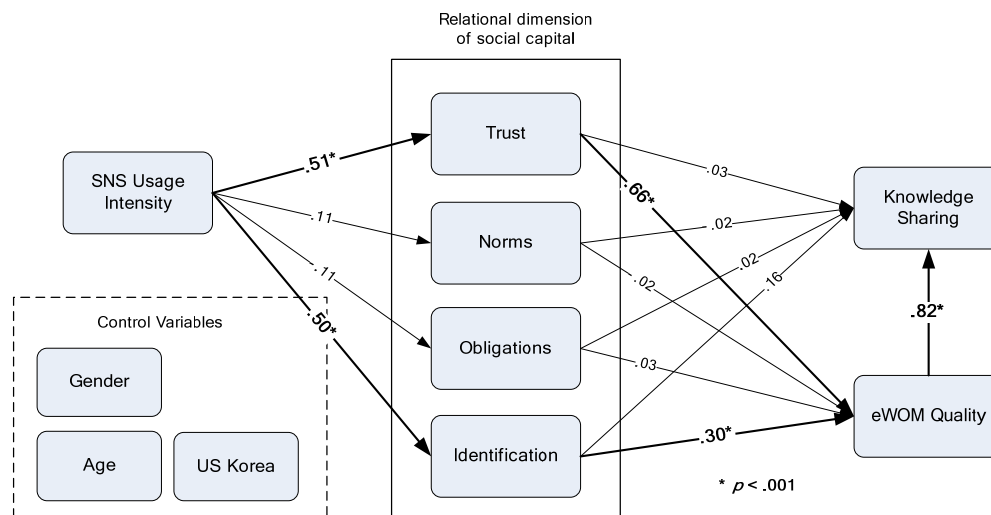 Relational dimension
of social capital
SNS Usage
Intensity
Trust
Norms
Obligations
Identification
Knowledge
Sharing
eWOM Quality
.51*
.11
.11
.50*
.03
.66*
.02
.02
.02
.03
.16
.30*
.82*
Control Variables
Gender
Age
US Korea
* p < .001